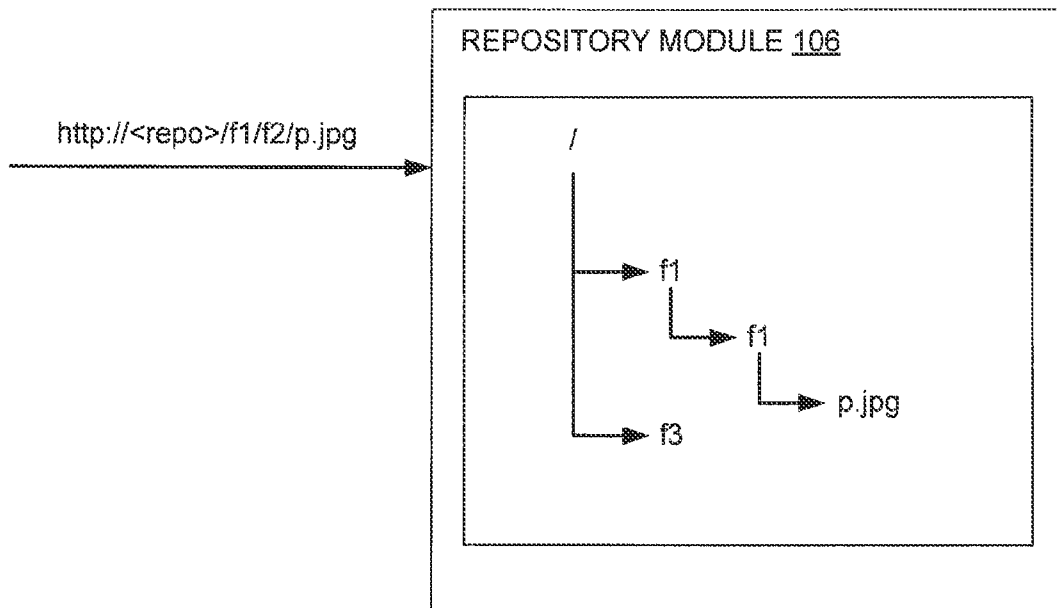 REPOSITORY MODULE 106
http://<repo>/f1/f2/p.jpg
/
f1
f1
p.jpg
f3